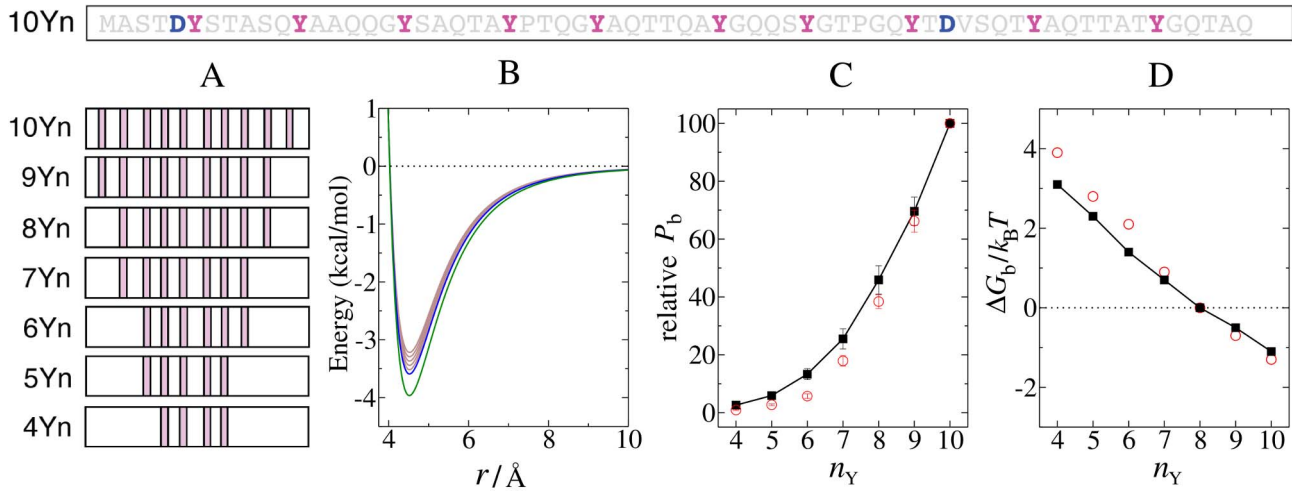 10Yn MASTDYSTASQYAAQQGYSAQTAYPTQGYAQTTQAYGQQSYGTPGQYTDVSQTYAQTTATYGQTAQ
A
10Yn
9Yn
8Yn
7Yn
6Yn
5Yn
4Yn
B
Energy (kcal/mol)
1
0
-1
-2
-3
-4
4 6 8 10
r/Å
C
relative Pb
100
80
60
40
20
0
4 5 6 7 8 9 10
nY
D
ΔGb/kBT
4
2
0
-2
4 5 6 7 8 9 10
nY